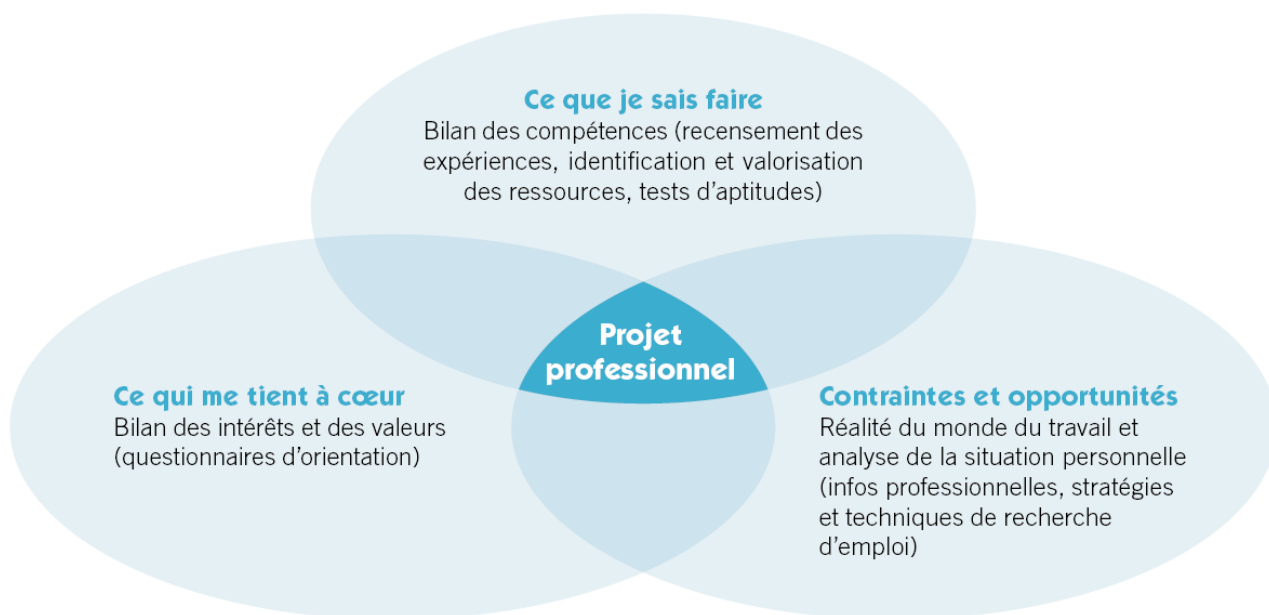 Ce que je sais faire
Bilan des compétences (recensement des
expériences, identification et valorisation
des ressources, tests d’aptitudes)
Projet
professionnel
Ce qui me tient à cœur
Bilan des intérêts et des valeurs
(questionnaires d’orientation)
Contraintes et opportunités
Réalité du monde du travail et
analyse de la situation personnelle
(infos professionnelles, stratégies
et techniques de recherche
d’emploi)